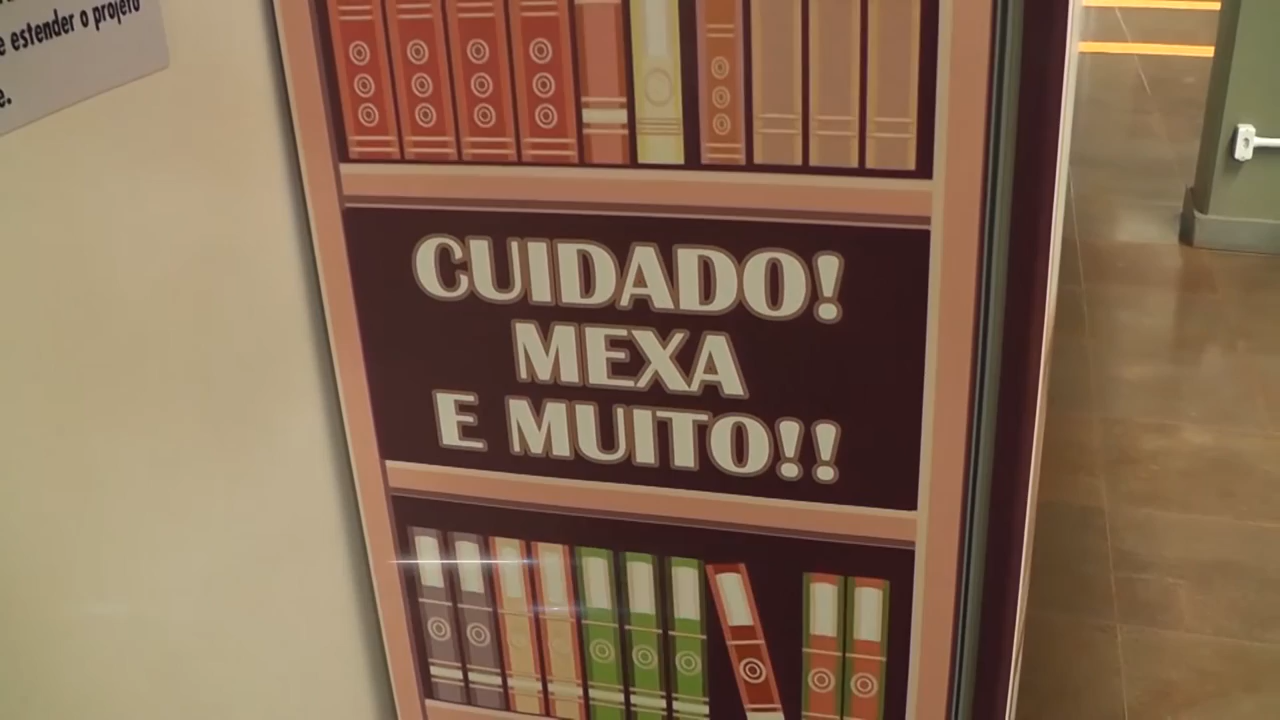 e estender o projeto
e.
CUIDADO!
MEXA
E MUITO!!